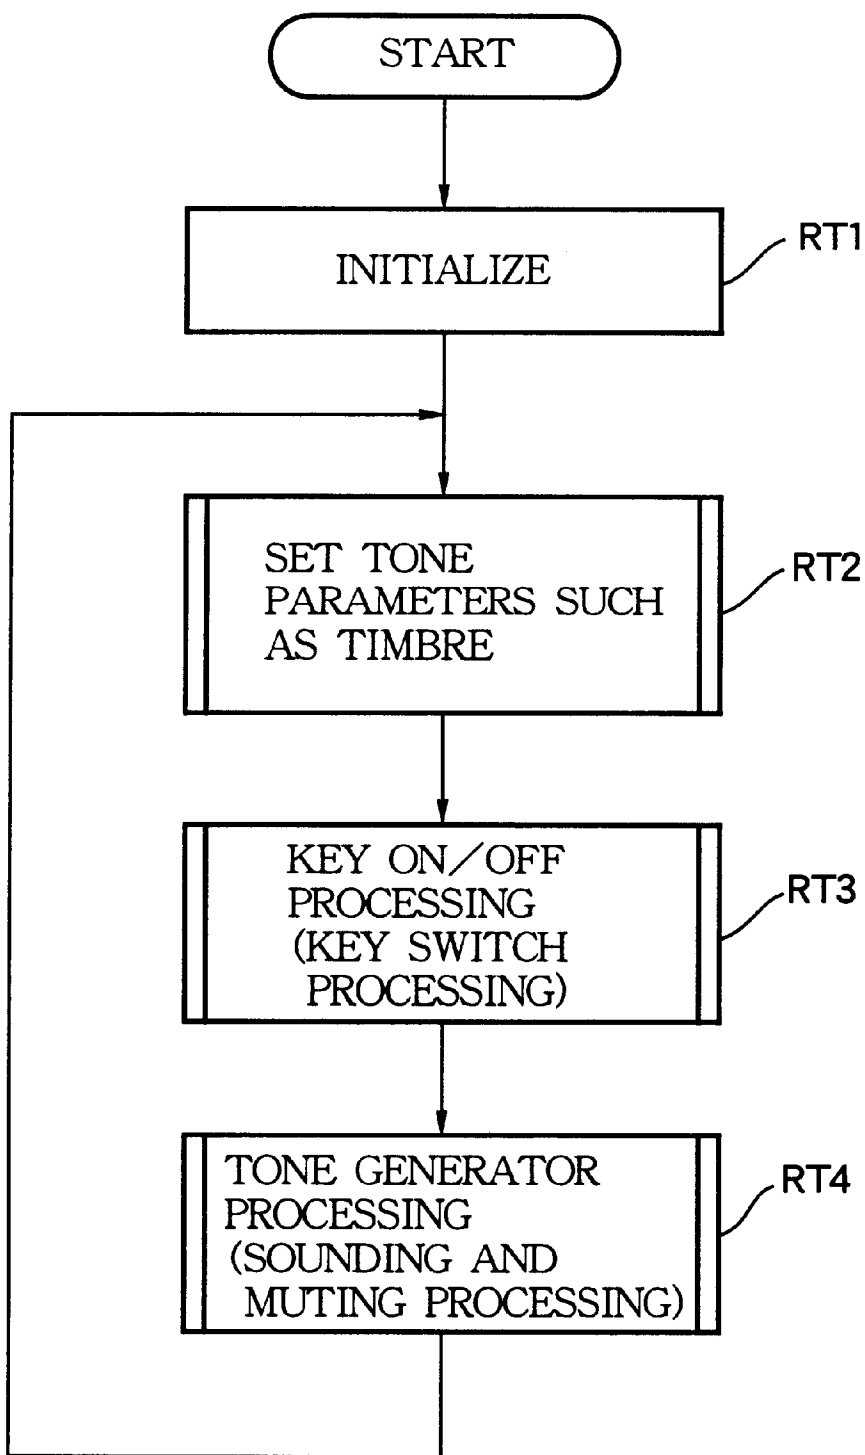 START
INITIALIZE
RT1
SET TONE
PARAMETERS SUCH
AS TIMBRE
RT2
KEY ON/OFF
PROCESSING
(KEY SWITCH
PROCESSING)
RT3
TONE GENERATOR
PROCESSING
(SOUNDING AND
MUTING PROCESSING)
RT4